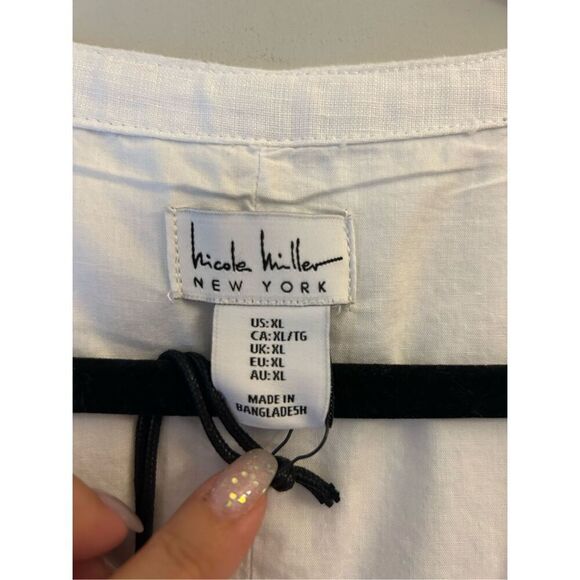 Nicole Miller
NEW YORK
US: XL
CA: XL/TG
UK: XL
EU: XL
AU: XL
MADE IN
BANGLADESH